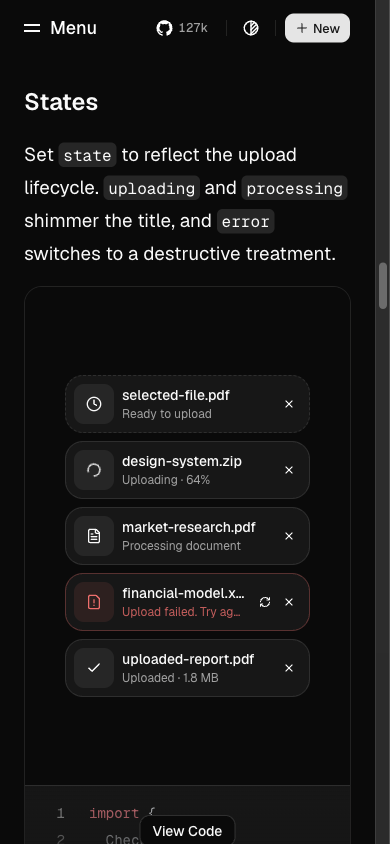 Menu 127k + New
States
Set state to reflect the upload
lifecycle. uploading and processing
shimmer the title, and error
switches to a destructive treatment.
selected-file.pdf
Ready to upload
design-system.zip
Uploading · 64%
market-research.pdf
Processing document
financial-model.x...
Upload failed. Try ag...
uploaded-report.pdf
Uploaded · 1.8 MB
1 import {
2 Chec
View Code